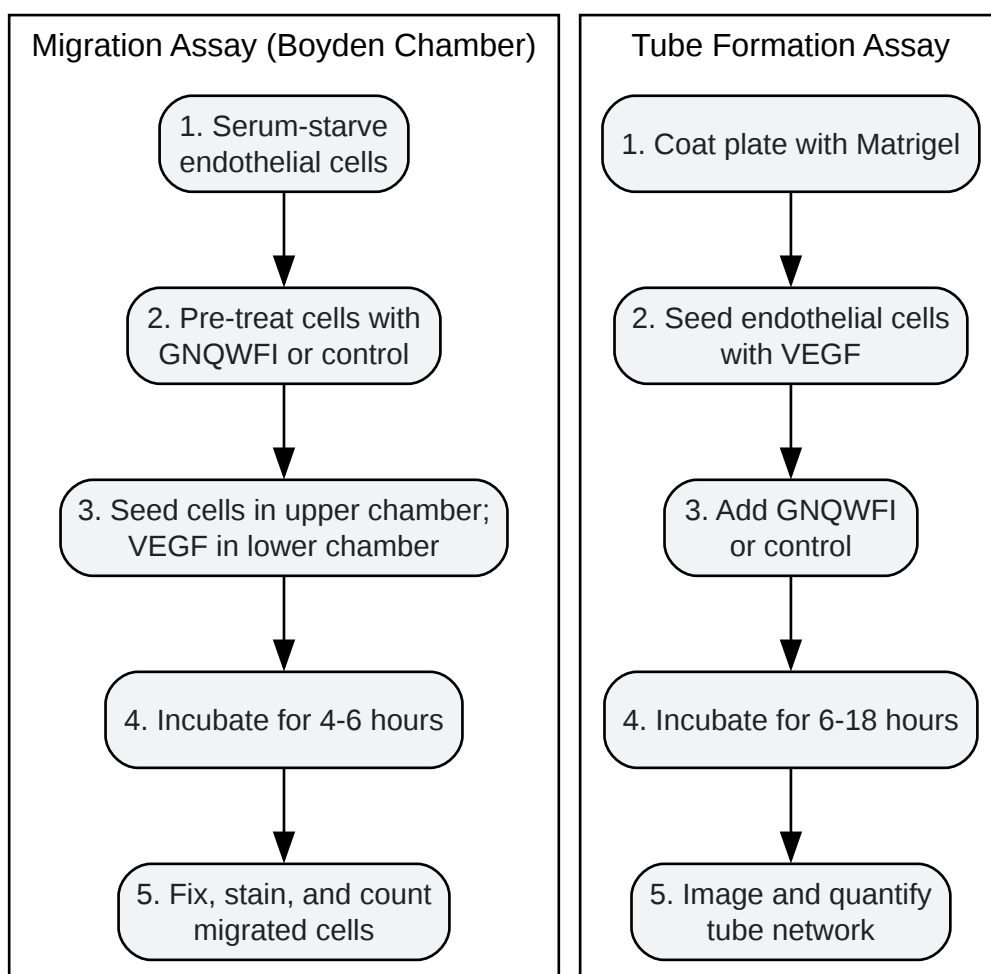 Migration Assay (Boyden Chamber)
1. Serum-starve
endothelial cells
2. Pre-treat cells with
GNQWFI or control
3. Seed cells in upper chamber;
VEGF in lower chamber
4. Incubate for 4-6 hours
5. Fix, stain, and count
migrated cells
Tube Formation Assay
1. Coat plate with Matrigel
2. Seed endothelial cells
with VEGF
3. Add GNQWFI
or control
4. Incubate for 6-18 hours
5. Image and quantify
tube network